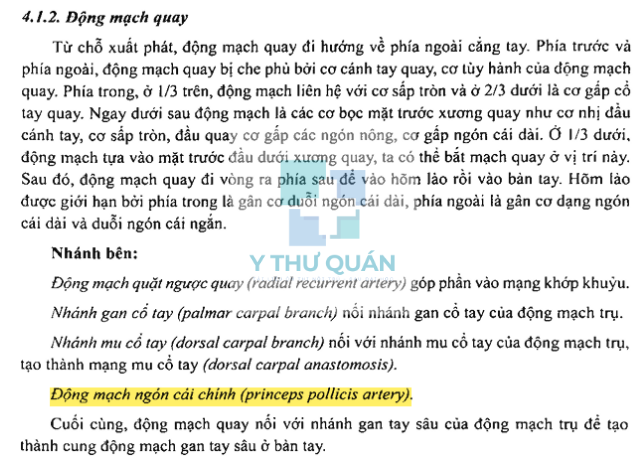 4.1.2. Động mạch quay
Từ chỗ xuất phát, động mạch quay đi hướng về phía ngoài cẳng tay. Phía trước và
phía ngoài, động mạch quay bị che phủ bởi cơ cánh tay quay, cơ tùy hành của động mạch
quay. Phía trong, ở 1/3 trên, động mạch liên hệ với cơ sấp tròn và ở 2/3 dưới là cơ gấp cổ
tay quay. Ngay dưới sau động mạch là các cơ bọc mặt trước xương quay như cơ nhị đầu
cánh tay, cơ sấp tròn, đầu quay cơ gấp các ngón nông, cơ gấp ngón cái dài. Ở 1/3 dưới,
động mạch tựa vào mặt trước đầu dưới xương quay, ta có thể bắt mạch quay ở vị trí này.
Sau đó, động mạch quay đi vòng ra phía sau để vào hõm lào rồi vào bàn tay. Hõm lào
được giới hạn bởi phía trong là gân cơ duỗi ngón cái dài, phía ngoài là gân cơ dạng ngón
cái dài và duỗi ngón cái ngắn.
Nhánh bên:
Y THƯ QUÁN
Động mạch quặt ngược quay (radial recurrent artery) góp phần vào mạng khớp khuỷu.
Nhánh gan cổ tay (palmar carpal branch) nối nhánh gan cổ tay của động mạch trụ.
Nhánh mu cổ tay (dorsal carpal branch) nối với nhánh mu cổ tay của động mạch trụ,
tạo thành mạng mu cổ tay (dorsal carpal anastomosis).
Động mạch ngón cái chính (princeps pollicis artery).
Cuối cùng, động mạch quay nối với nhánh gan tay sâu của động mạch trụ để tạo
thành cung động mạch gan tay sâu ở bàn tay.